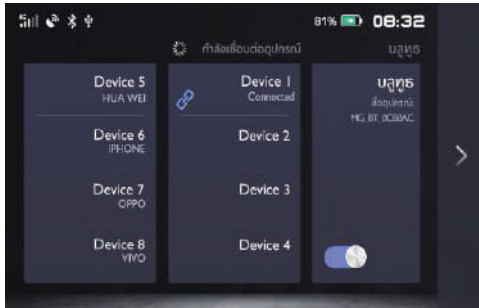 81% 08:32
กำลังเชื่อมต่ออุปกรณ์
บลูทูธ
Device 5
HUA WEI
Device 6
IPHONE
Device 7
OPPO
Device 8
VIVO
Device 1
Connected
Device 2
Device 3
Device 4
บลูทูธ
ชื่ออุปกรณ์